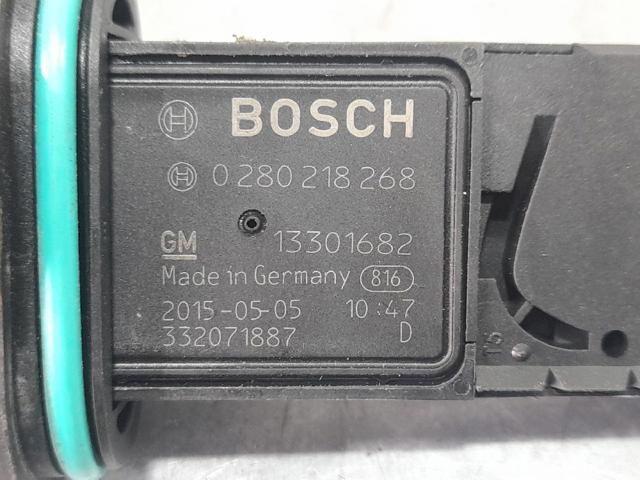 BOSCH
0 280 218 268
GM 13301682
Made in Germany 816
2015-05-05 10:47
332071887 D